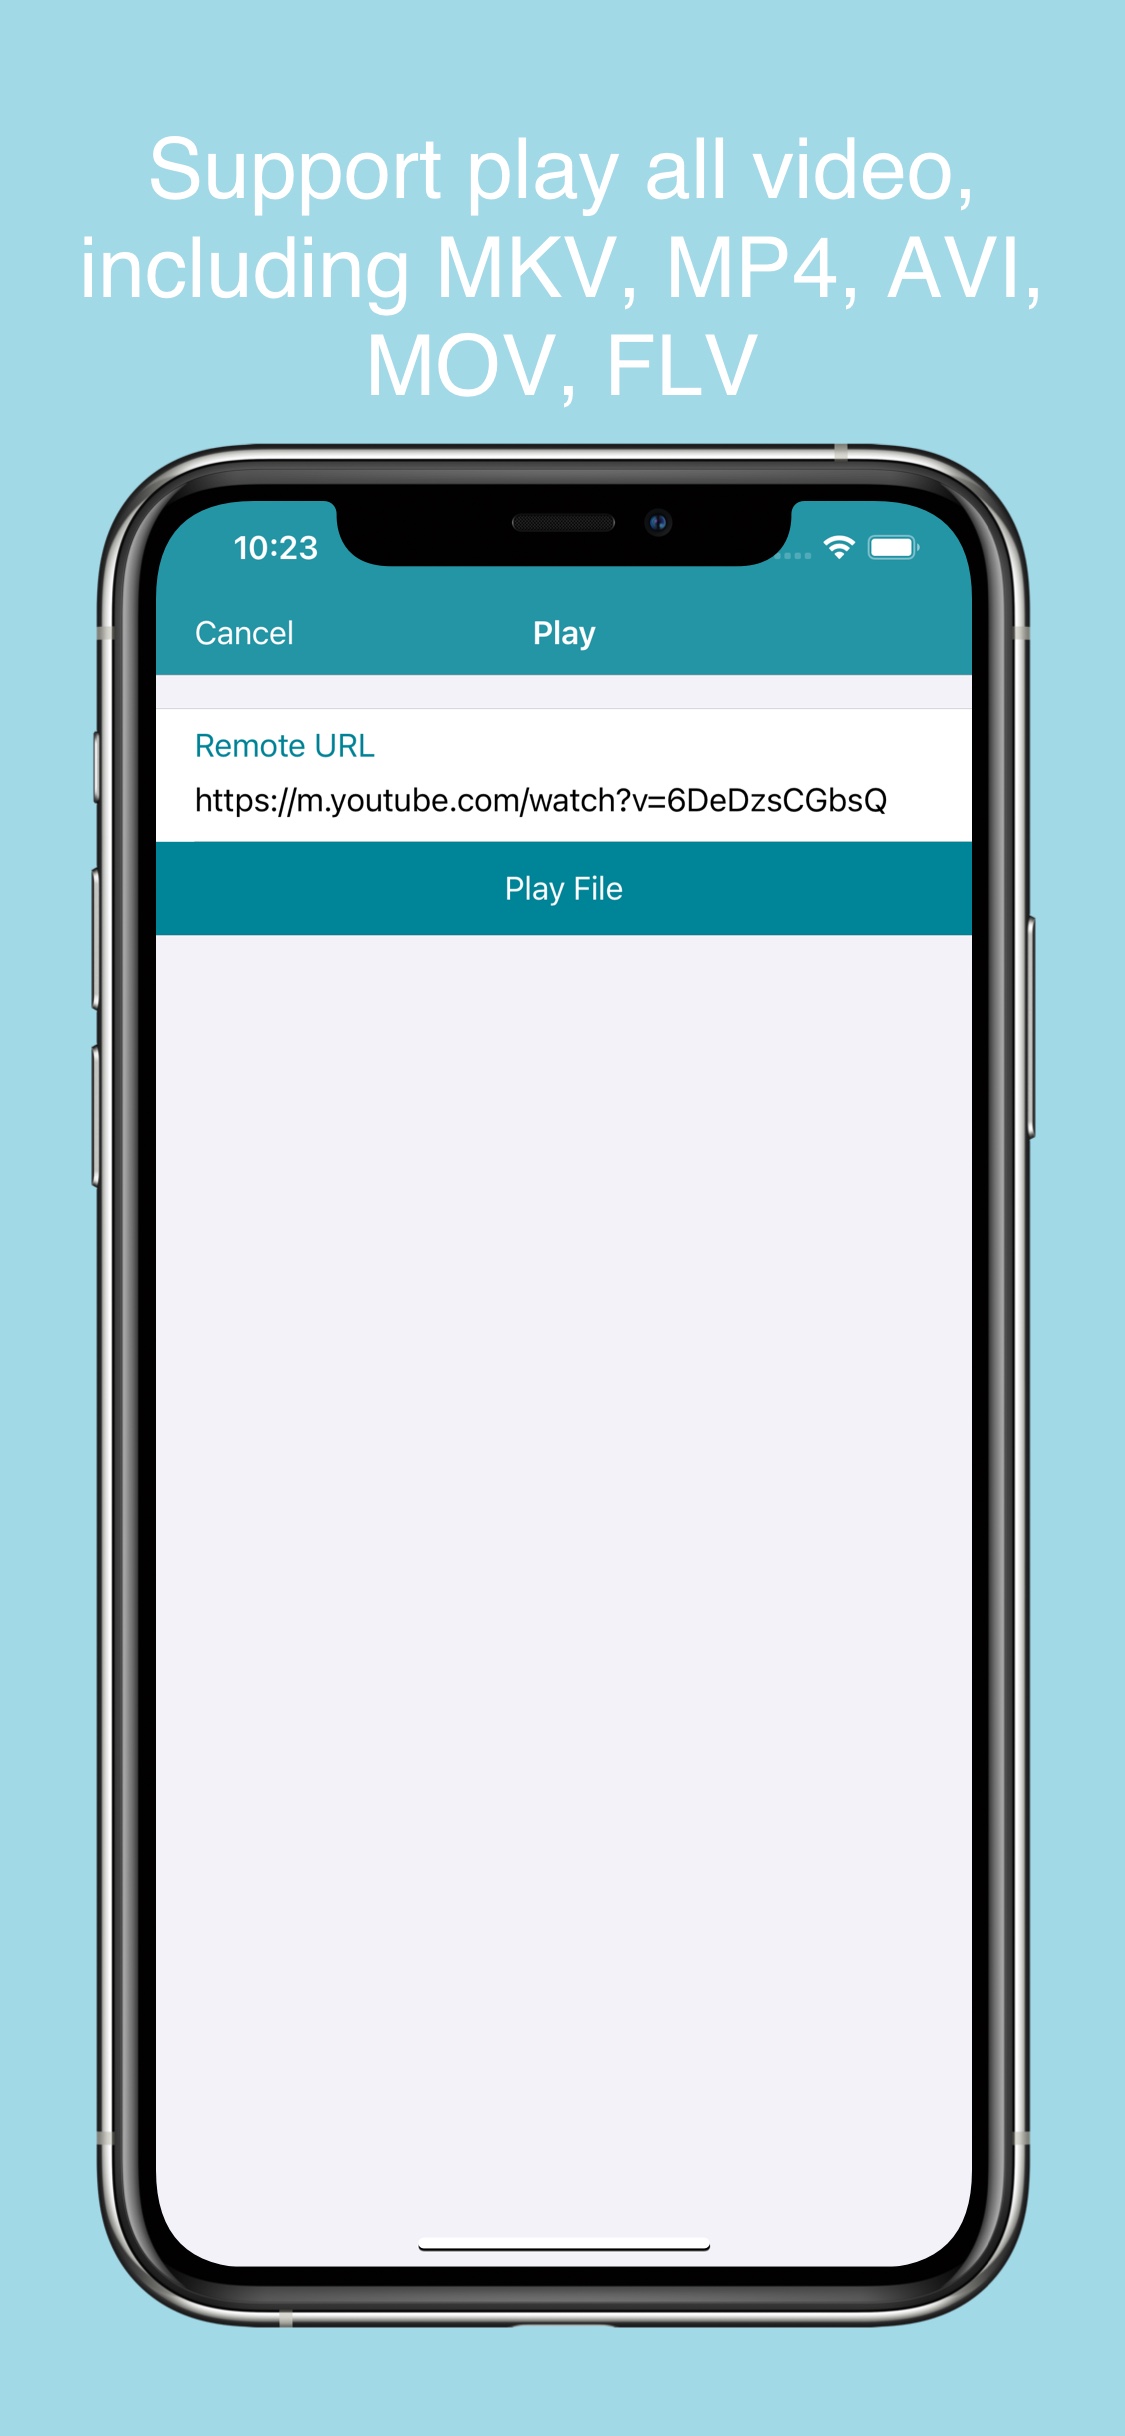 Support play all video,
including MKV, MP4, AVI,
MOV, FLV
10:23
Cancel
Play
Remote URL
https://m.youtube.com/watch?v=6DeDzsCGbsQ
Play File